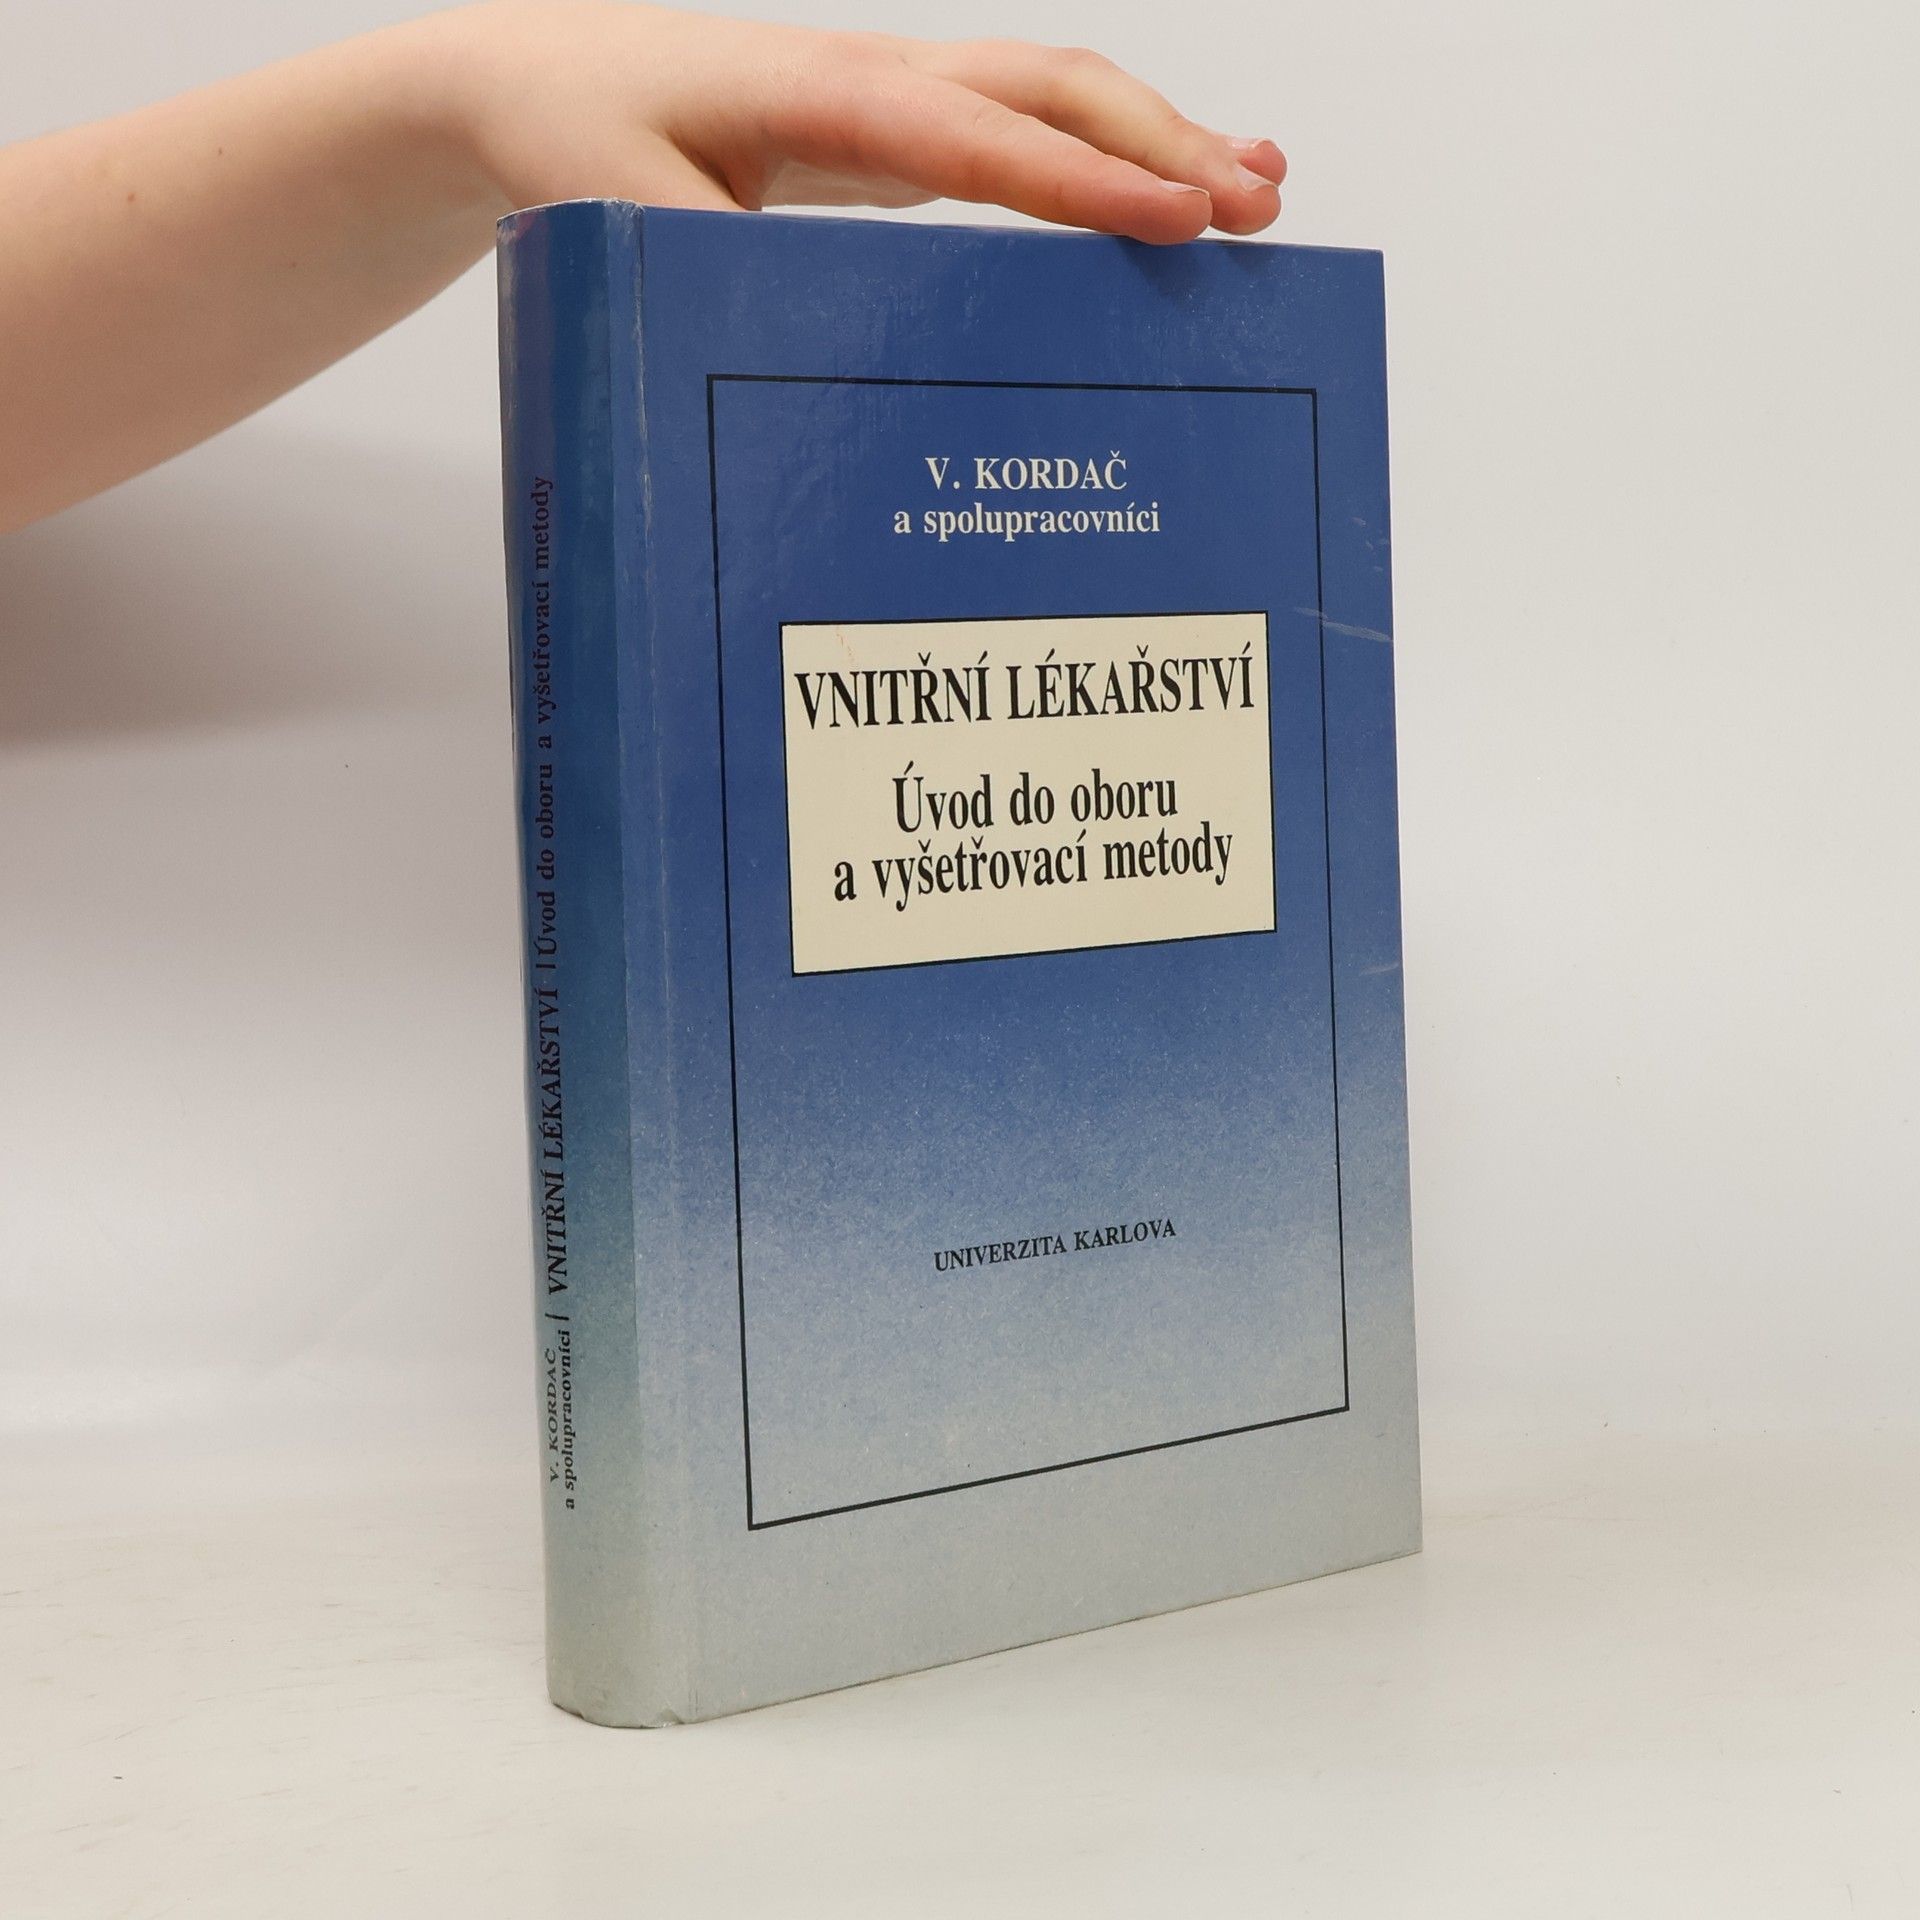 V. KORDAČ
a spolupracovníci
VNITŘNÍ LÉKAŘSTVÍ
Úvod do oboru
a vyšetřovací metody
UNIVERZITA KARLOVA
V. KORDAČ
a spolupracovníci
VNITŘNÍ LÉKAŘSTVÍ
Úvod do oboru a vyšetřovací metody